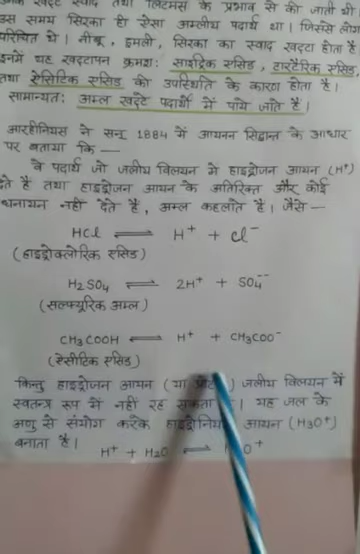 खट्टे स्वाद तथा लिटमस के प्रभाव से की जाती थी
उस समय सिरका ही ऐसा अम्लीय पदार्थ था। जिससे लोग
परिचित थे। नींबू, इमली, सिरका का स्वाद खट्टा होता है
इनमें यह खट्टापन क्रमशः साइट्रिक एसिड, टारटेरिक एसिड,
तथा ऐसिटिक एसिड की उपस्थिति के कारण होता है।
सामान्यतः अम्ल खट्टे पदार्थों में पाये जाते हैं।
आरहीनियस ने सन् 1884 में आयनन सिद्धान्त के आधार
पर बताया कि —
वे पदार्थ जो जलीय विलयन में हाइड्रोजन आयन (H⁺)
देते हैं तथा हाइड्रोजन आयन के अतिरिक्त और कोई
धनायन नहीं देते हैं, अम्ल कहलाते हैं। जैसे —
HCl ⇌ H⁺ + Cl⁻
(हाइड्रोक्लोरिक एसिड)
H₂SO₄ ⇌ 2H⁺ + SO₄⁻⁻
(सल्फ्यूरिक अम्ल)
CH₃COOH ⇌ H⁺ + CH₃COO⁻
(ऐसीटिक एसिड)
किन्तु हाइड्रोजन आयन (या) जलीय विलयन में
स्वतन्त्र रूप में नहीं रह सकता। यह जल के
अणु से संयोग करके आयन (H₃O⁺)
बनाता है।
H⁺ + H₂O ⇌ O⁺